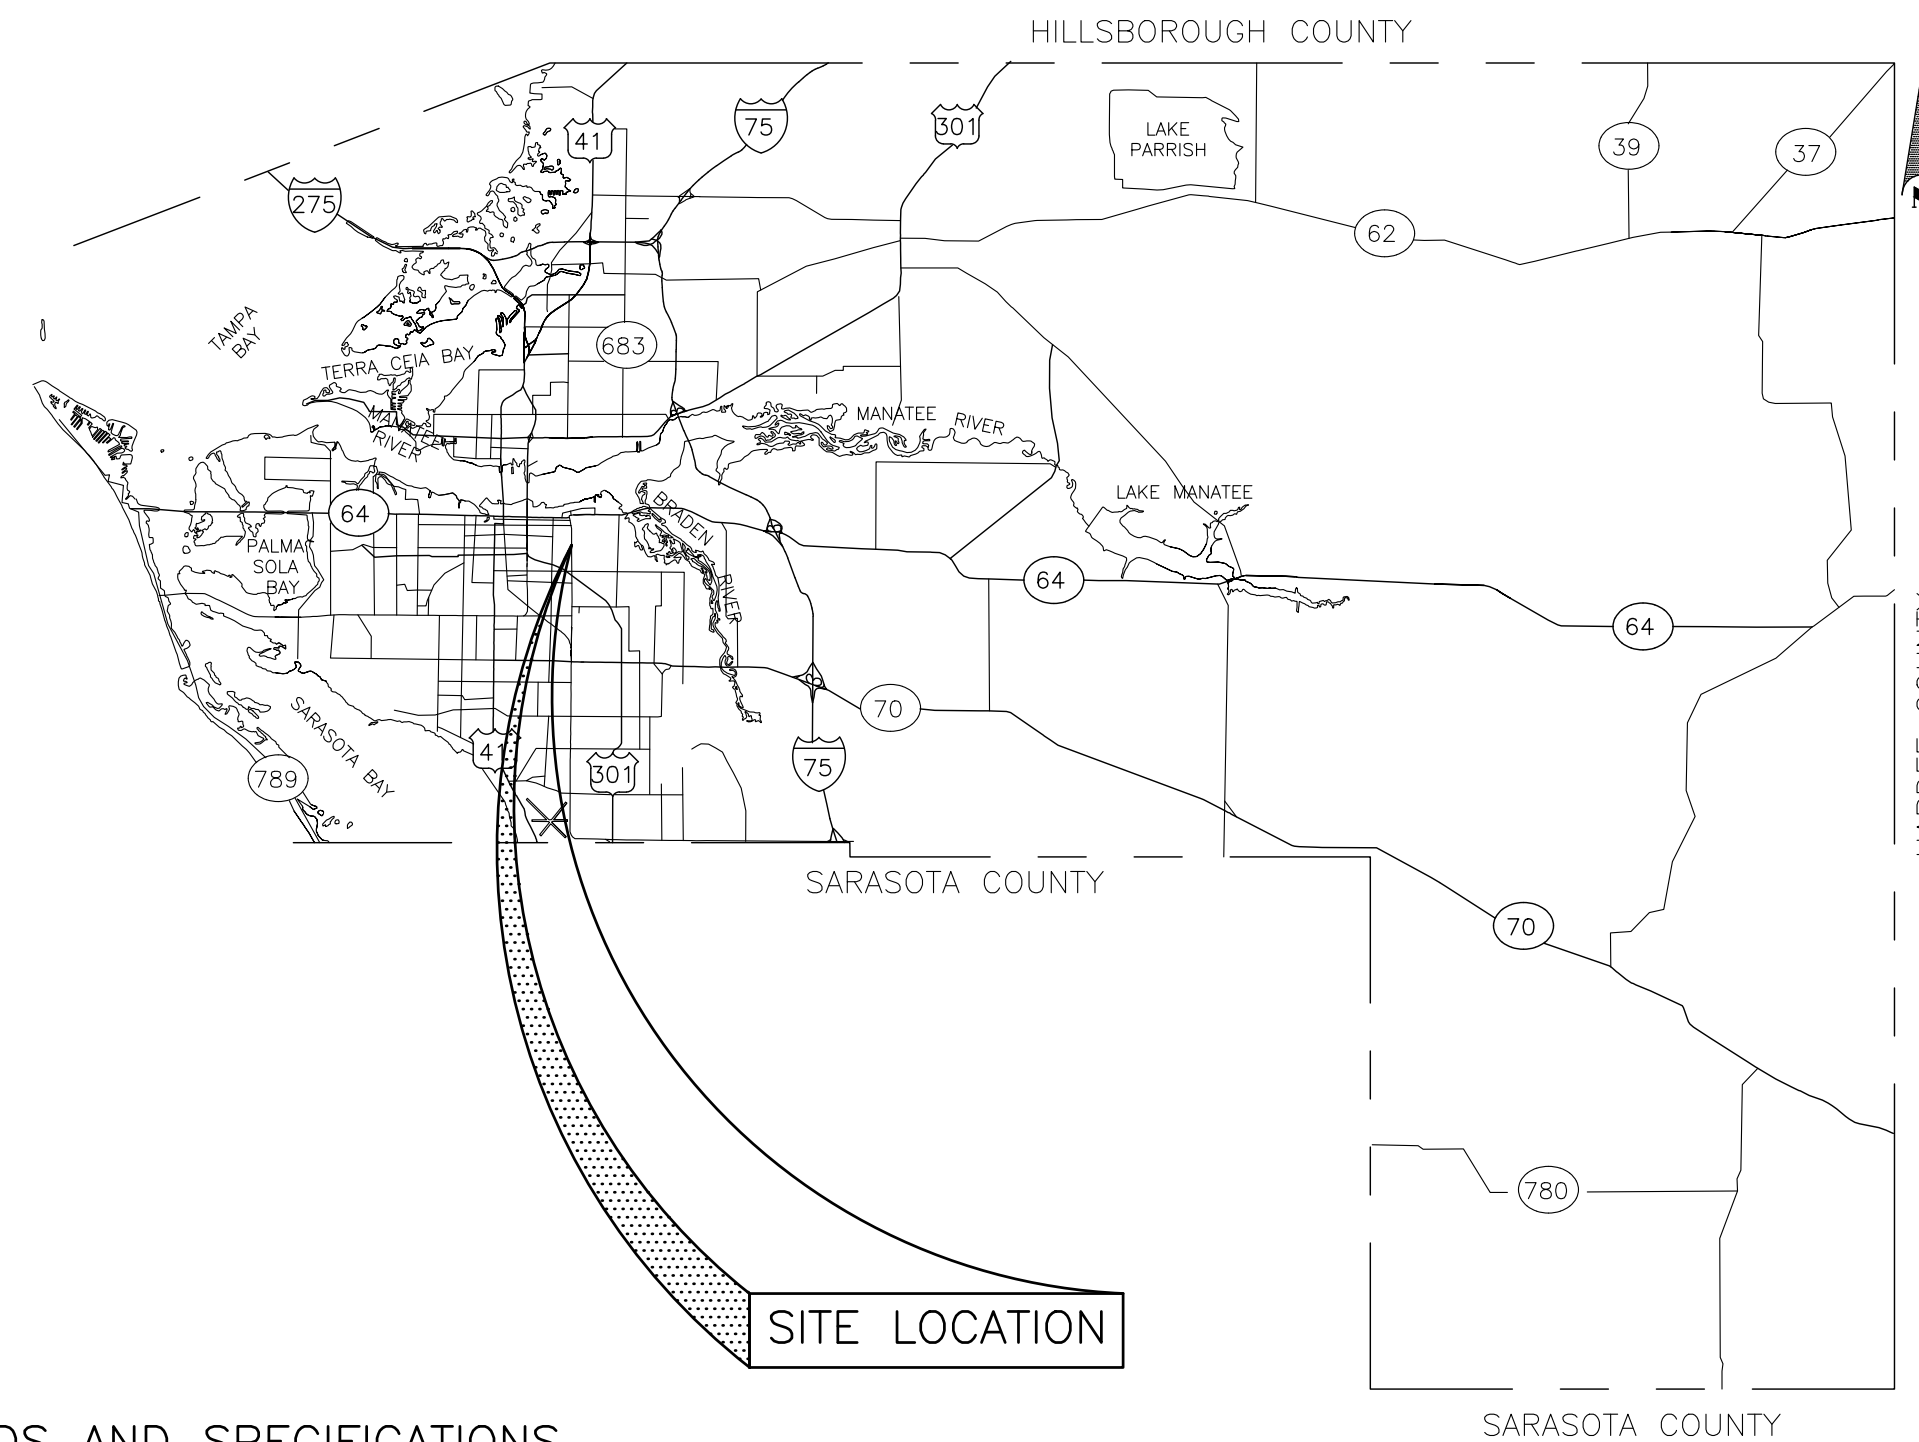 HILLSBOROUGH COUNTY
41
75
301
LAKE
PARRISH
39
37
275
62
TAMPA
BAY
683
TERRA CEIA BAY
MANATEE
RIVER
MANATEE RIVER
64
BRADEN RIVER
LAKE MANATEE
PALMA
SOLA
BAY
64
64
SARASOTA BAY
70
41
301
75
789
SARASOTA COUNTY
70
780
SITE LOCATION
AND SPECIFICATIONS
SARASOTA COUNTY